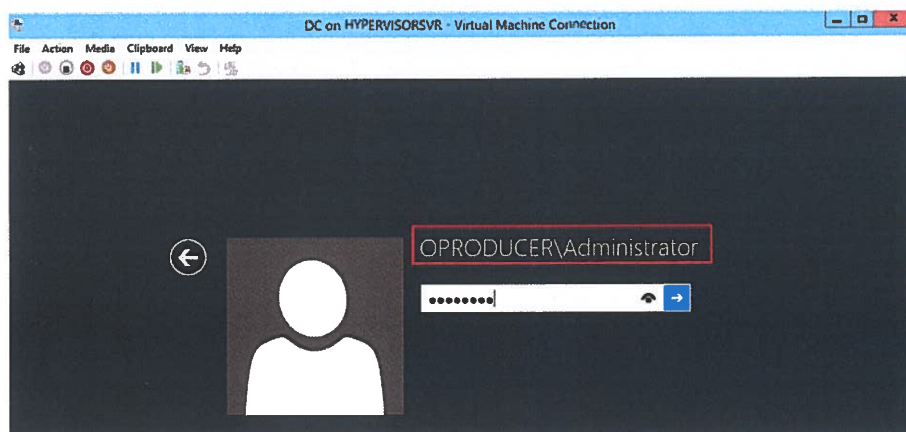 DC on HYPERVISORSVR - Virtual Machine Connection
File Action Media Clipboard View Help
OPRODUCER\Administrator